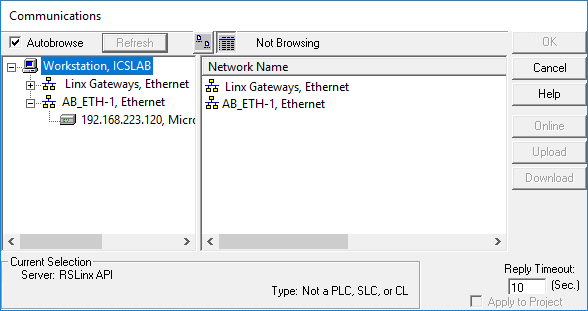 Communications
Autobrowse
Refresh
Not Browsing
OK
Workstation, ICSLAB
Linx Gateways, Ethernet
AB_ETH-1, Ethernet
192.168.223.120, Micro
Network Name
Linx Gateways, Ethernet
AB_ETH-1, Ethernet
Cancel
Help
Online
Upload
Download
Current Selection
Server: RSLinx API
Type: Not a PLC, SLC, or CL
Reply Timeout:
10 (Sec.)
Apply to Project